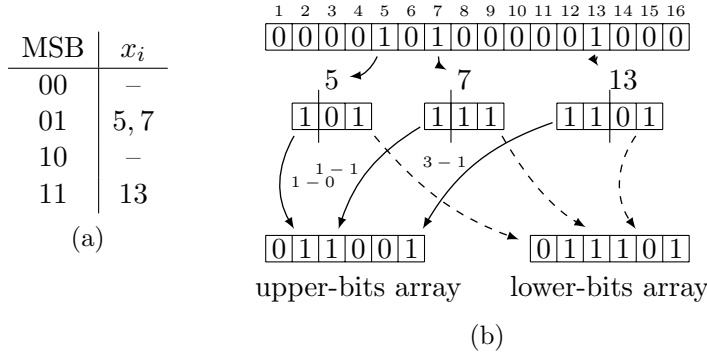 MSB xᵢ
00 –
01 5, 7
10 –
11 13
(a)
1 2 3 4 5 6 7 8 9 10 11 12 13 14 15 16
0 0 0 0 1 0 1 0 0 0 0 0 1 0 0 0
5 7 13
1 0 1 1 1 1 1 1 0 1
1 − 0 1 − 1 3 − 1
0 1 1 0 0 1 0 1 1 1 0 1
upper-bits array lower-bits array
(b)